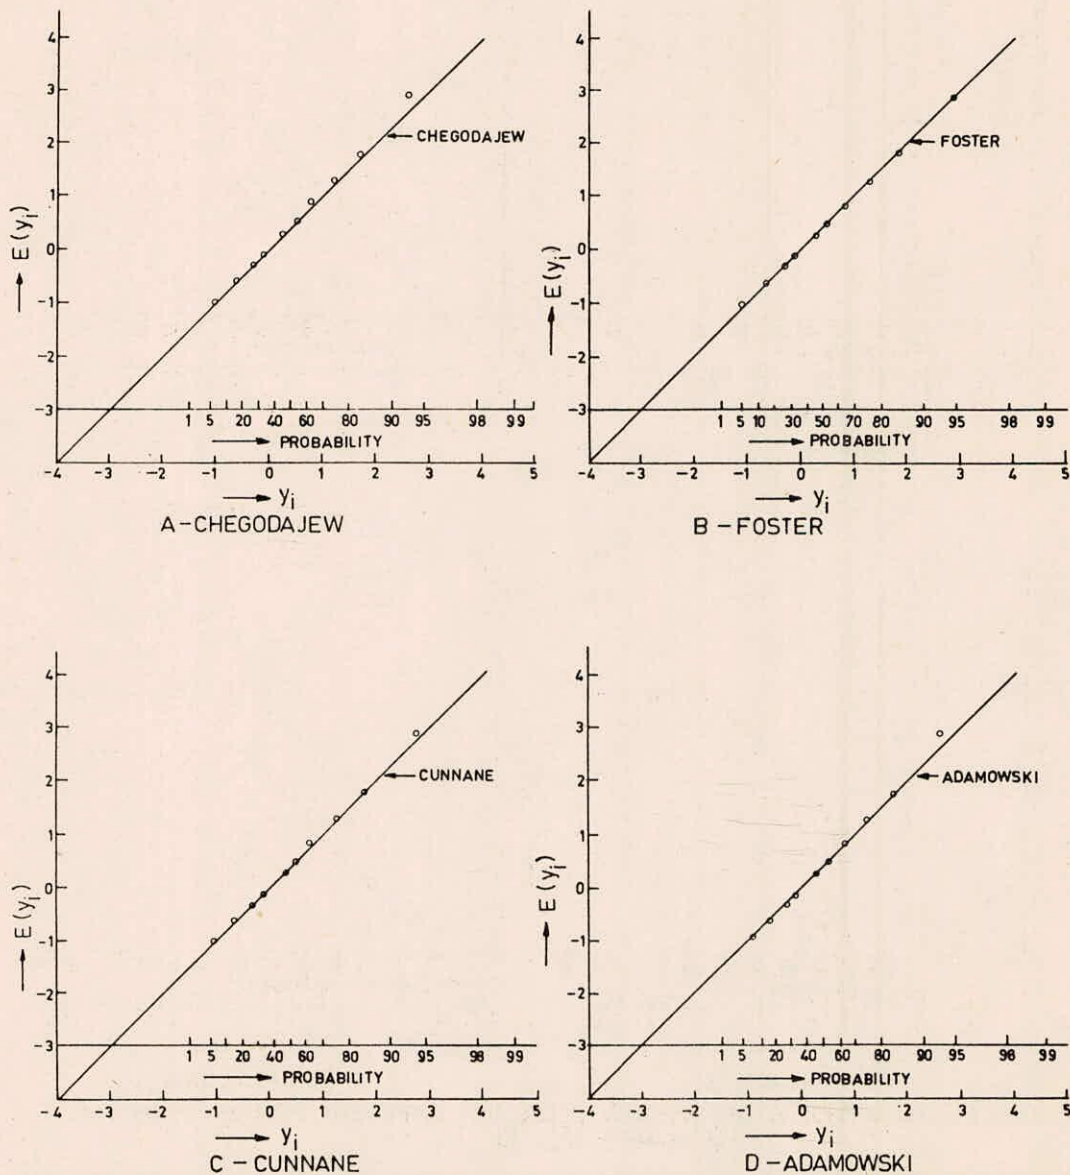 4
3
2
1
0
-1
-2
-3
→ E(yi)
CHEGODAJEW
1 5 20 40 60 80 90 95 98 99
→ PROBABILITY
-4 -3 -2 -1 0 1 2 3 4 5
→ yi
A-CHEGODAJEW
4
3
2
1
0
-1
-2
-3
→ E(yi)
FOSTER
1 5 10 30 50 70 80 90 95 98 99
→ PROBABILITY
-4 -3 -2 -1 0 1 2 3 4 5
→ yi
B - FOSTER
4
3
2
1
0
-1
-2
-3
→ E(yi)
CUNNANE
1 5 20 40 60 80 90 95 98 99
→ PROBABILITY
-4 -3 -2 -1 0 1 2 3 4 5
→ yi
C - CUNNANE
4
3
2
1
0
-1
-2
-3
→ E(yi)
ADAMOWSKI
1 5 20 40 60 80 90 95 98 99
→ PROBABILITY
-4 -3 -2 -1 0 1 2 3 4 5
→ yi
D-ADAMOWSKI